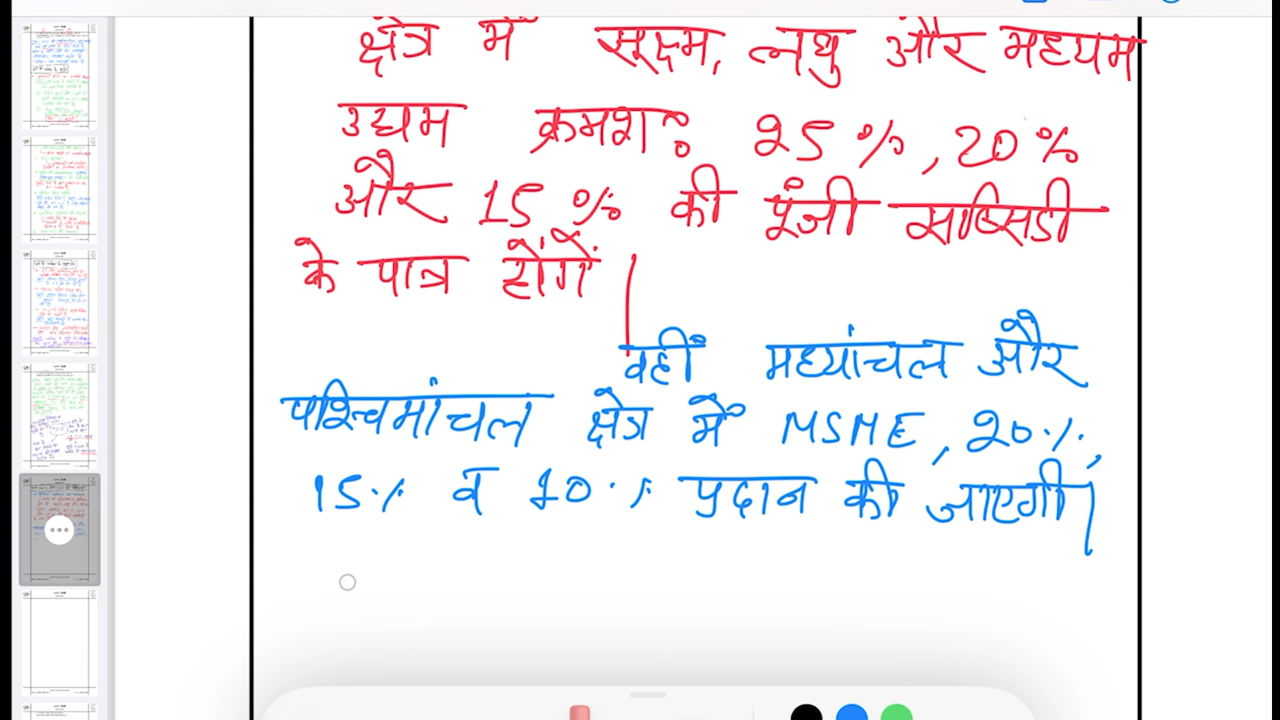 क्षेत्र में सूक्ष्म, लघु और मध्यम
उद्यम क्रमशः 25%, 20%
और 15% की पूंजी सब्सिडी
के पात्र होंगें |
वहीं मध्यांचल और
पश्चिमांचल क्षेत्र में MSME, 20%,
15% व 10% प्रदान की जाएगी|